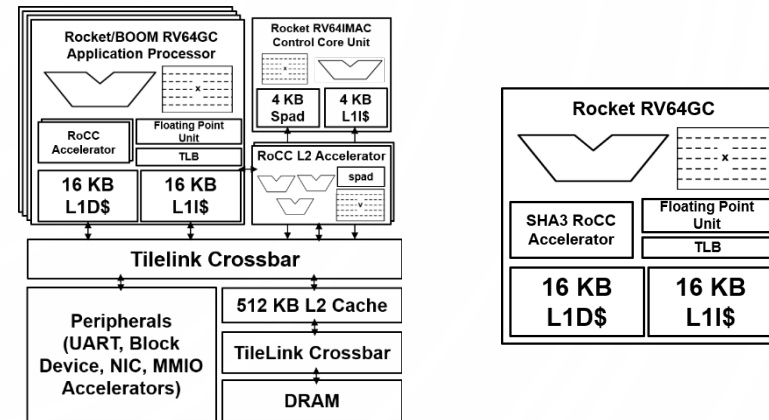 Rocket/BOOM RV64GC
Application Processor
x
RoCC
Accelerator
Floating Point
Unit
TLB
16 KB
L1D$
16 KB
L1I$
Rocket RV64IMAC
Control Core Unit
x
4 KB
Spad
4 KB
L1I$
RoCC L2 Accelerator
spad
Tilelink Crossbar
Peripherals
(UART, Block
Device, NIC, MMIO
Accelerators)
512 KB L2 Cache
TileLink Crossbar
DRAM
Rocket RV64GC
x
SHA3 RoCC
Accelerator
Floating Point
Unit
TLB
16 KB
L1D$
16 KB
L1I$